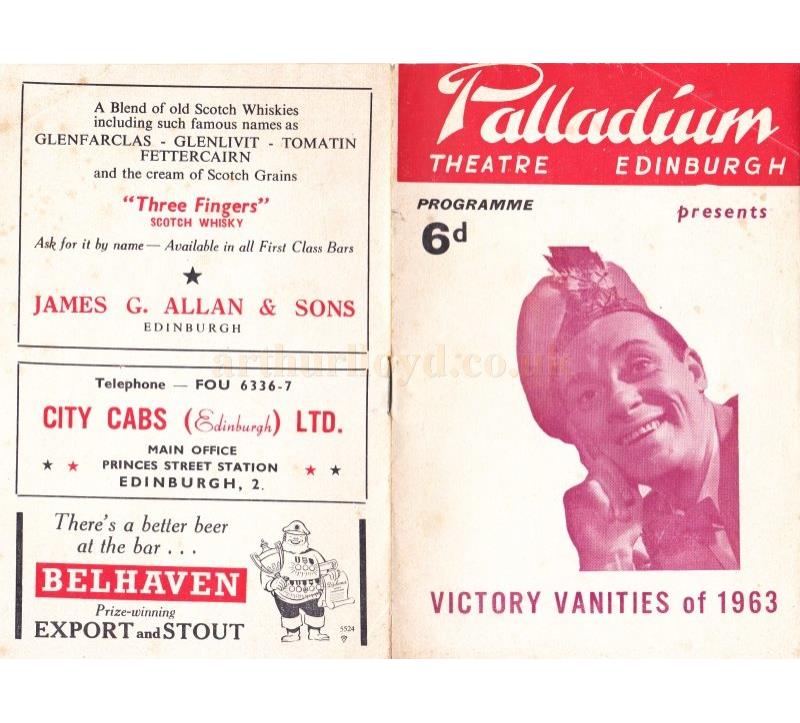 A Blend of old Scotch Whiskies
including such famous names as
GLENFARCLAS - GLENLIVIT - TOMATIN
FETTERCAIRN
and the cream of Scotch Grains
"Three Fingers"
SCOTCH WHISKY
Ask for it by name — Available in all First Class Bars
JAMES G. ALLAN & SONS
EDINBURGH
Telephone — FOU 6336-7
CITY CABS (Edinburgh) LTD.
MAIN OFFICE
PRINCES STREET STATION
EDINBURGH, 2.
There's a better beer
at the bar . . .
BELHAVEN
Prize-winning
EXPORT and STOUT
Diploma
5524
Palladium
THEATRE EDINBURGH
PROGRAMME
presents
6d
VICTORY VANITIES of 1963
arthurlloyd.co.uk